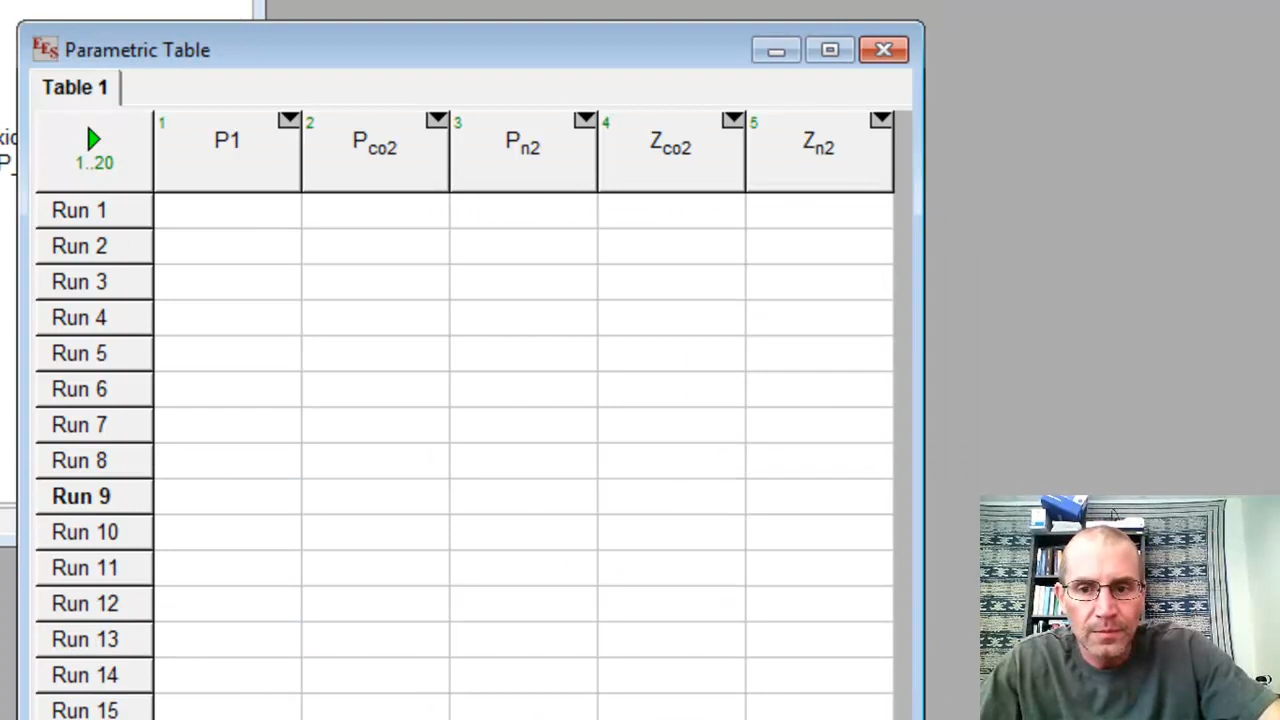 EES Parametric Table
Table 1
1..20
1 P1
2 Pco2
3 Pn2
4 Zco2
5 Zn2
Run 1
Run 2
Run 3
Run 4
Run 5
Run 6
Run 7
Run 8
Run 9
Run 10
Run 11
Run 12
Run 13
Run 14
Run 15